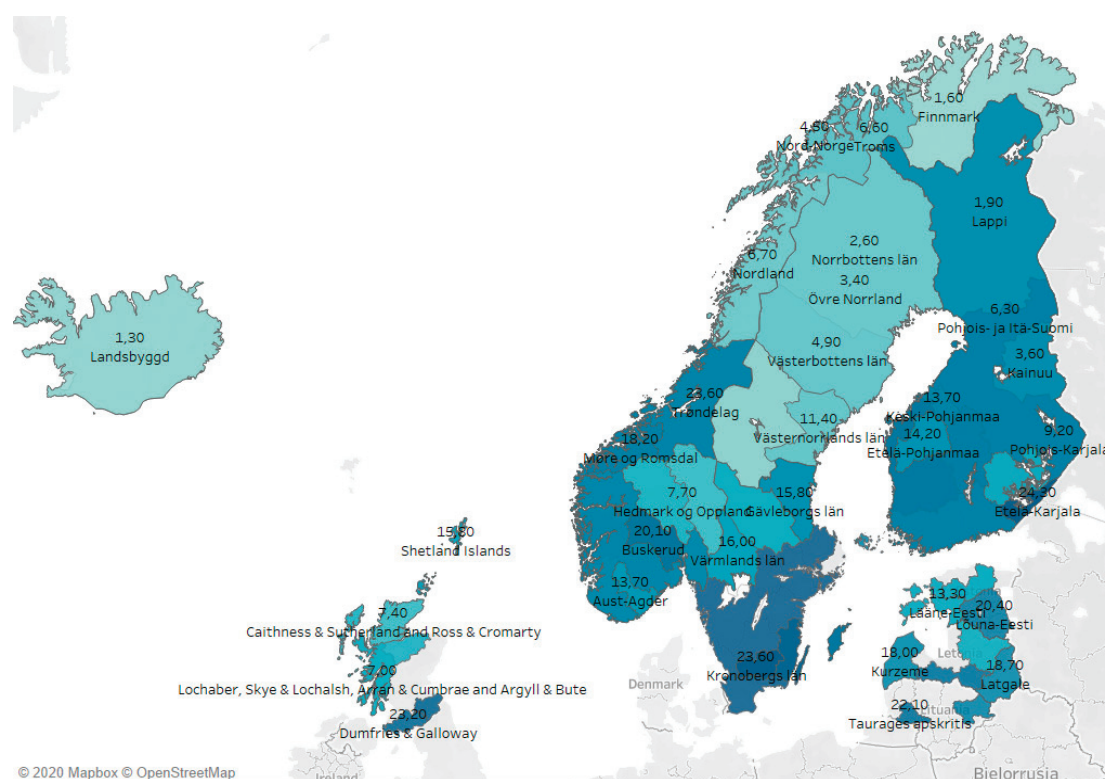 1,60
Finnmark
4,50
6,60
Nord-Norge
Troms
1,90
Lappi
2,60
Norrbottens län
6,70
Nordland
3,40
Övre Norrland
6,30
Pohjois- ja Itä-Suomi
1,30
Landsbyggd
4,90
Västerbottens län
3,60
Kainuu
23,60
Trøndelag
13,70
Keski-Pohjanmaa
11,40
Västernorrlands län
14,20
Etelä-Pohjanmaa
9,20
Pohjois-Karjala
18,20
Møre og Romsdal
7,70
Hedmark og Oppland
15,80
Gävleborgs län
24,30
Etelä-Karjala
15,80
Shetland Islands
20,10
Buskerud
16,00
Värmlands län
13,70
Aust-Agder
13,30
Lääne-Eesti
20,40
Lõuna-Eesti
7,40
Caithness & Sutherland and Ross & Cromarty
23,60
Kronobergs län
18,00
Kurzeme
Letonia
18,70
Latgale
7,00
Lochaber, Skye & Lochalsh, Arran & Cumbrae and Argyll & Bute
Denmark
23,20
Dumfries & Galloway
22,10
Lituania
Taurages apskritis
© 2020 Mapbox © OpenStreetMap
Ireland
Bielorrusia